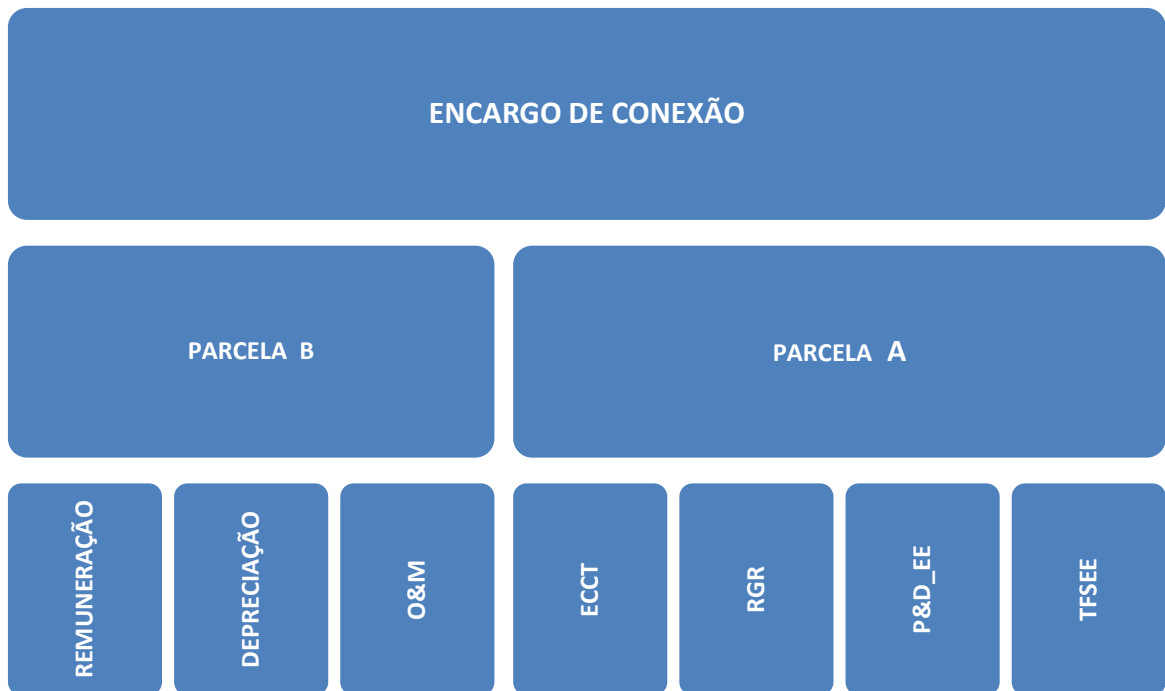 ENCARGO DE CONEXÃO
PARCELA B
PARCELA A
REMUNERAÇÃO
DEPRECIAÇÃO
O&M
ECCT
RGR
P&D_EE
TFSEE